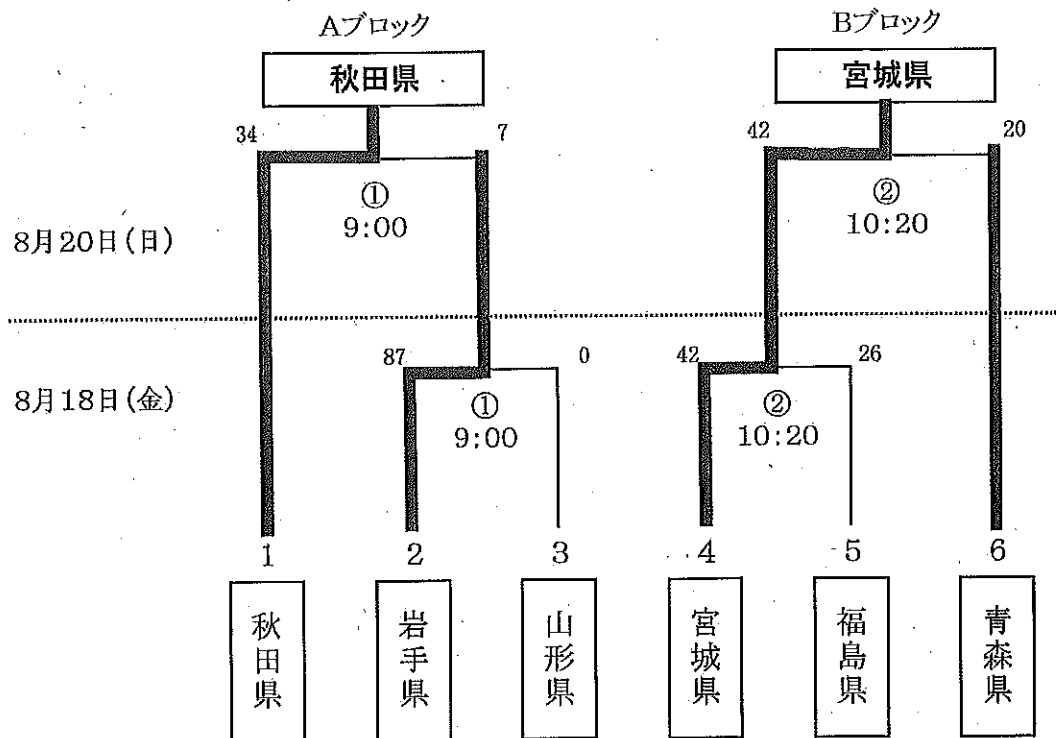 Aブロック
Bブロック
秋田県
宮城県
34
7
42
20
①
9:00
②
10:20
8月20日(日)
87
0
42
26
8月18日(金)
①
9:00
②
10:20
1
2
3
4
5
6
秋田県
岩手県
山形県
宮城県
福島県
青森県